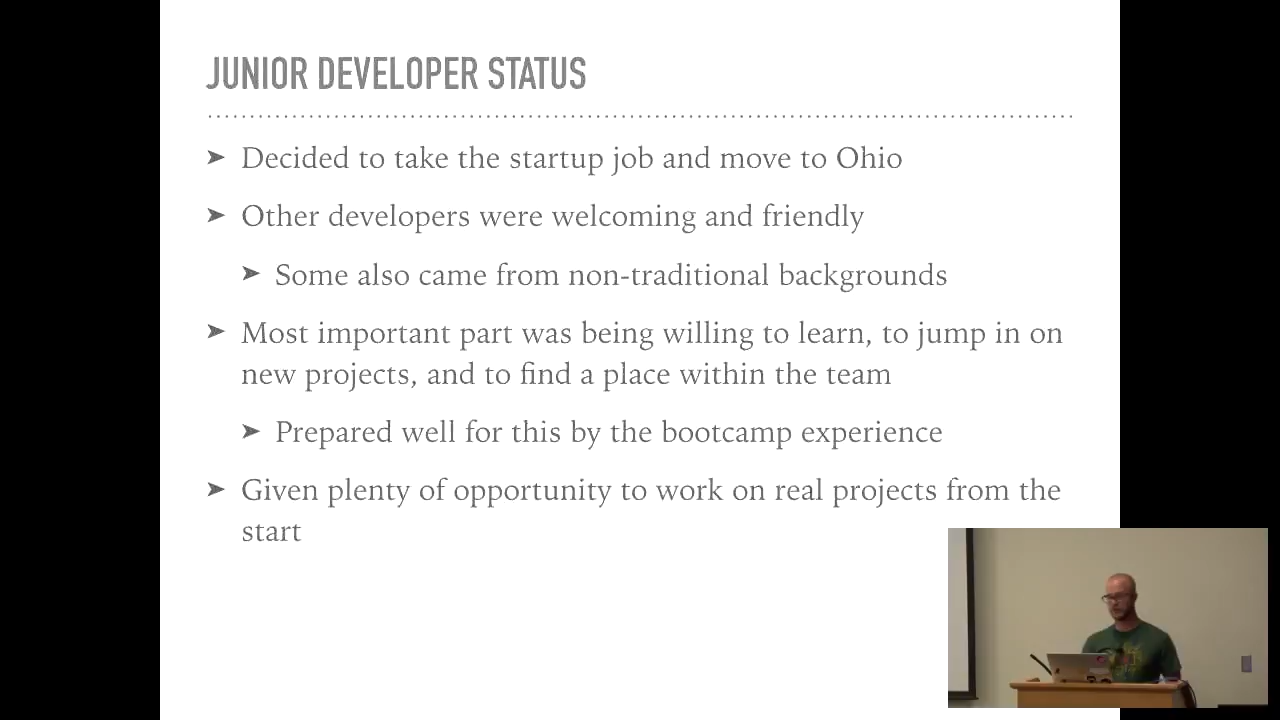 JUNIOR DEVELOPER STATUS
➤ Decided to take the startup job and move to Ohio
➤ Other developers were welcoming and friendly
➤ Some also came from non-traditional backgrounds
➤ Most important part was being willing to learn, to jump in on
new projects, and to find a place within the team
➤ Prepared well for this by the bootcamp experience
➤ Given plenty of opportunity to work on real projects from the
start